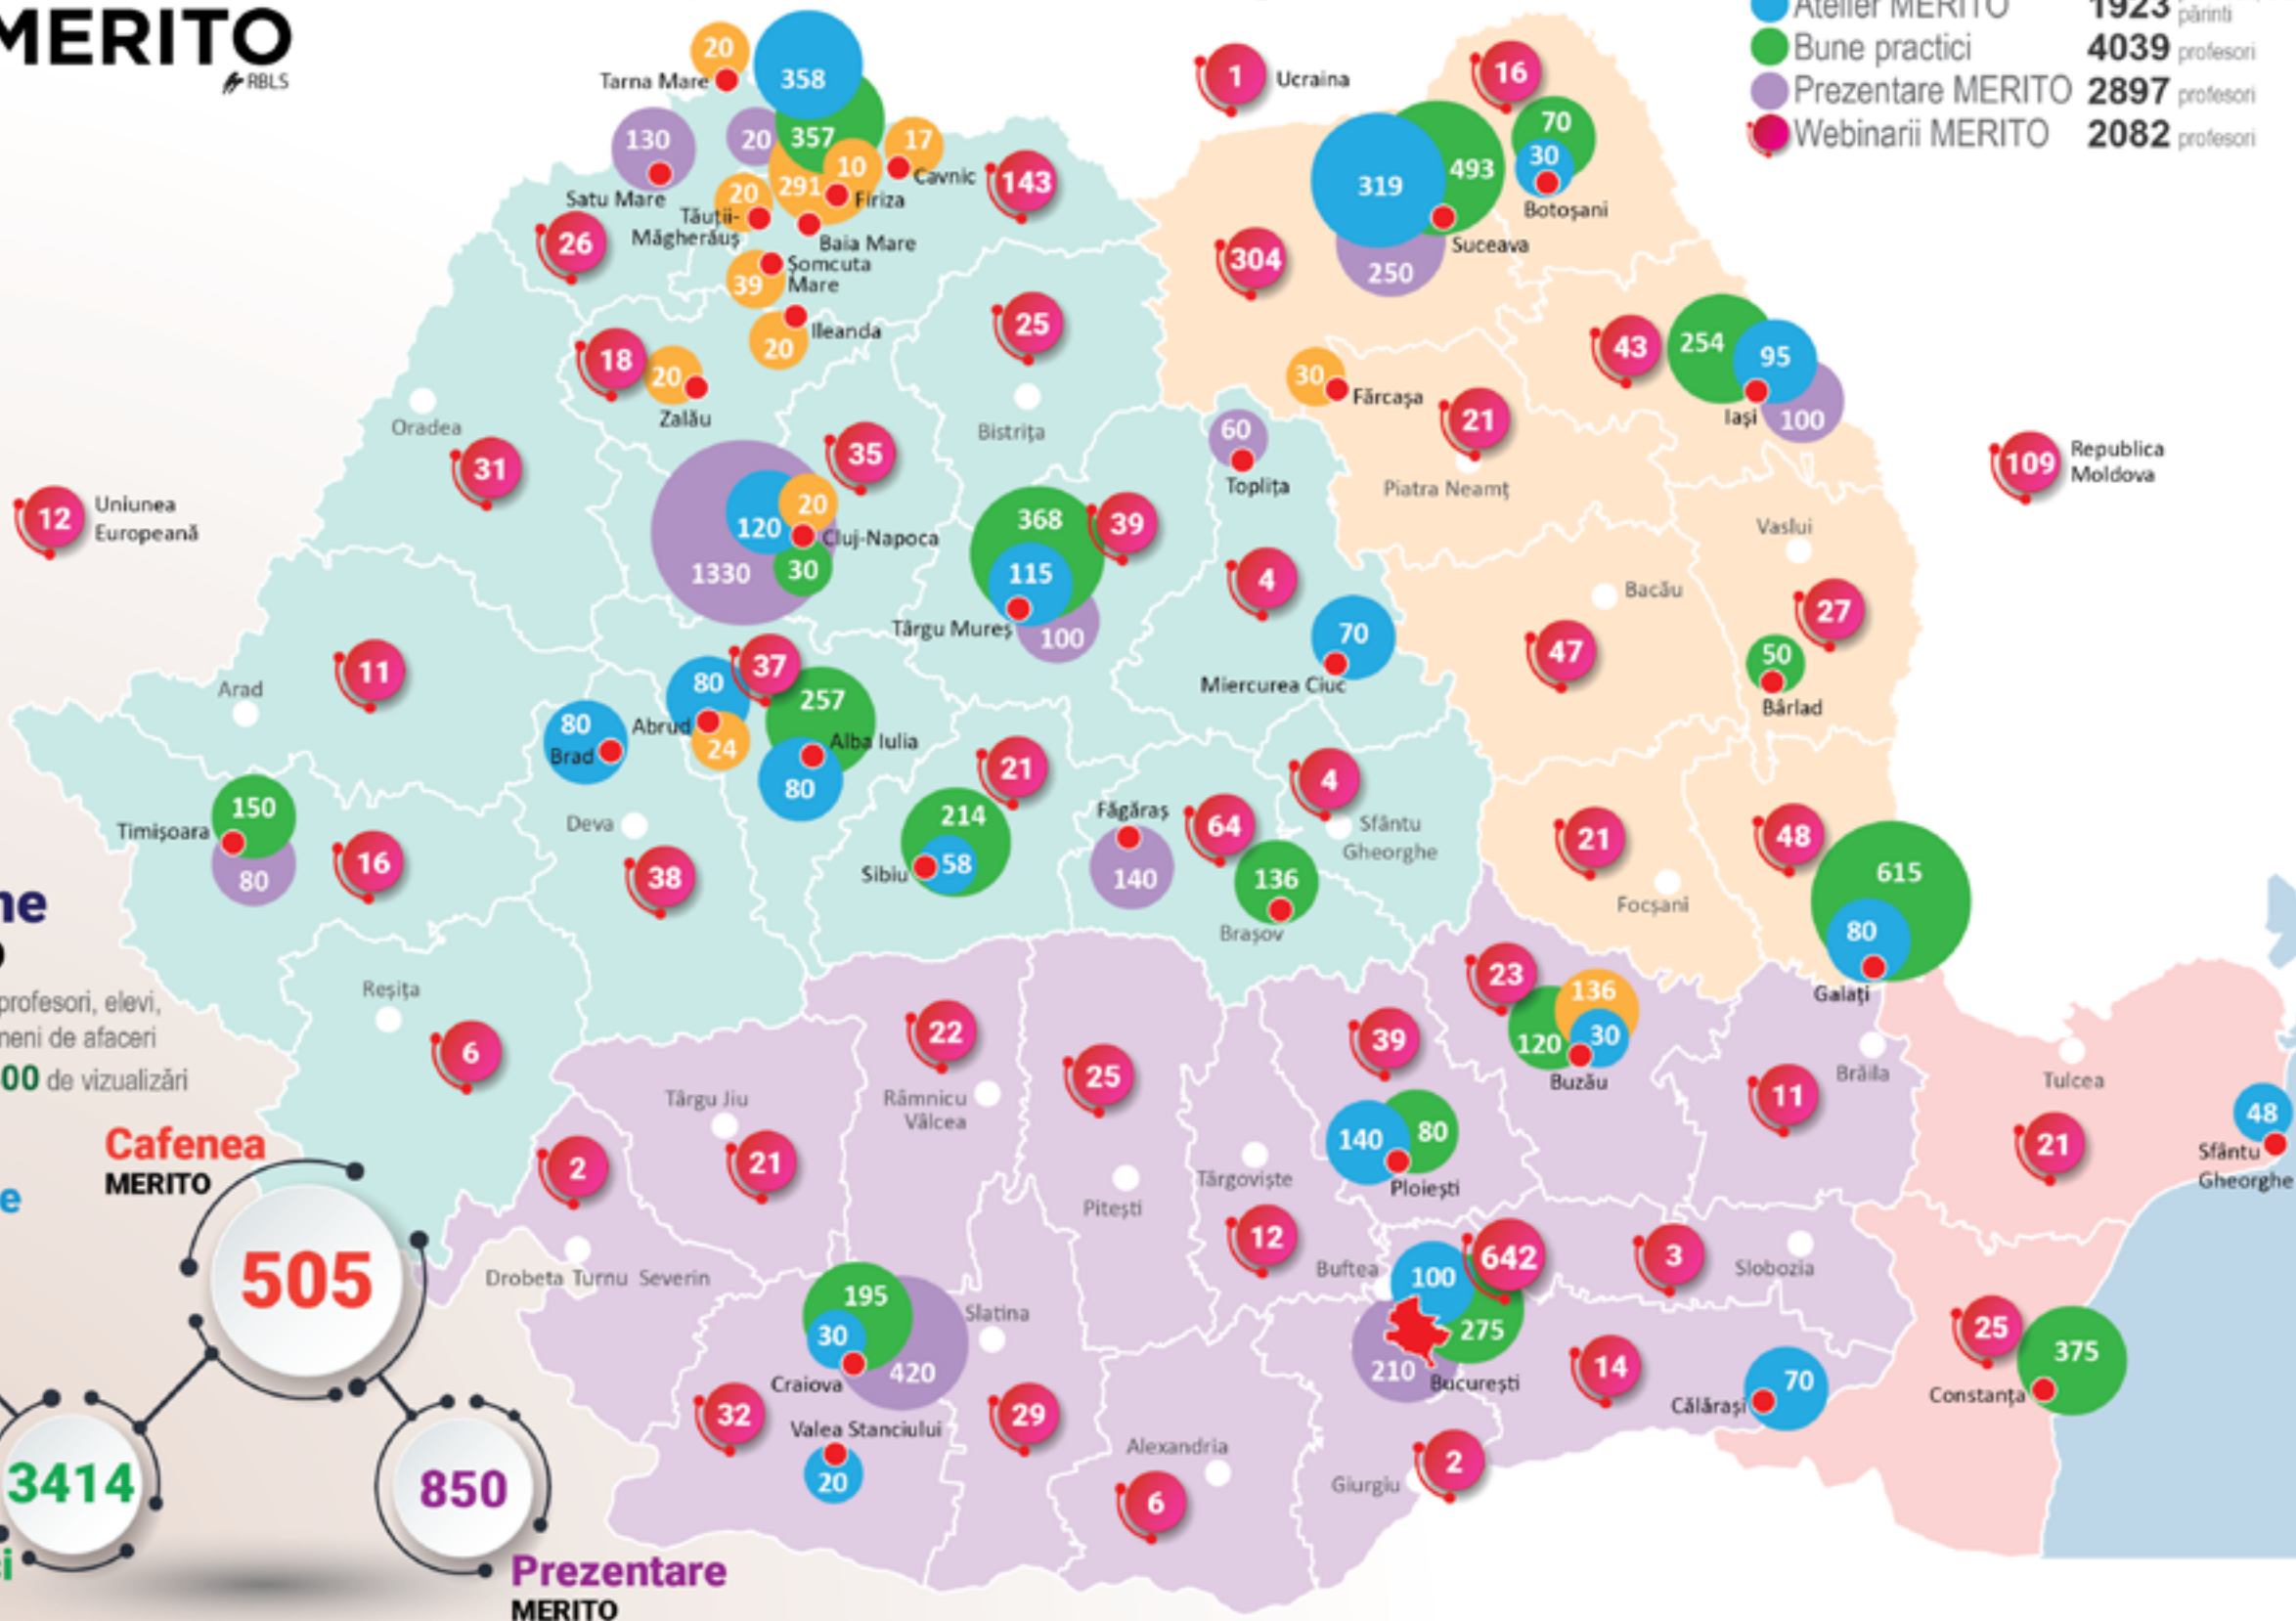 MERITO
RBLS
Atelier MERITO 1923 părinti
Bune practici 4039 profesori
Prezentare MERITO 2897 profesori
Webinarii MERITO 2082 profesori
20
Tarna Mare
358
1 Ucraina
16
130
Satu Mare
20
357
10
17
Cavnic
143
20
291
Firiza
Tăuții-
Măgherăuș
Baia Mare
26
39
Șomcuta
Mare
20
Ileanda
319
493
250
Suceava
304
70
30
Botoșani
18
20
Zalău
25
Bistrița
30
Fărcașa
21
Piatra Neamț
43
254
95
100
Iași
Oradea
31
35
60
Toplița
109 Republica
Moldova
12 Uniunea
Europeană
120
20
Cluj-Napoca
1330
30
368
39
115
Târgu Mureș
100
4
70
Miercurea Ciuc
Bacău
47
Vaslui
27
50
Bârlad
Arad
11
80
Brad
80
37
Abrud
24
257
Alba Iulia
80
Timișoara
150
80
16
Deva
38
21
214
58
Sibiu
Făgăraș
140
64
136
Brașov
4
Sfântu
Gheorghe
21
Focșani
48
615
80
Galați
ne
profesori, elevi,
meni de afaceri
00 de vizualizări
Reșița
6
22
Râmnicu
Vâlcea
25
Pitești
39
23
136
120
30
Buzău
11
Brăila
Tulcea
21
48
Sfântu
Gheorghe
Târgu Jiu
21
2
Drobeta Turnu Severin
140
80
Ploiești
Târgoviște
12
Buftea
100
642
275
210
București
3
Slobozia
14
70
Călărași
25
375
Constanța
195
30
420
Craiova
Slatina
32
Valea Stanciului
20
29
Alexandria
6
Giurgiu
2
Cafenea
MERITO
e
505
3414
850
ci
Prezentare
MERITO